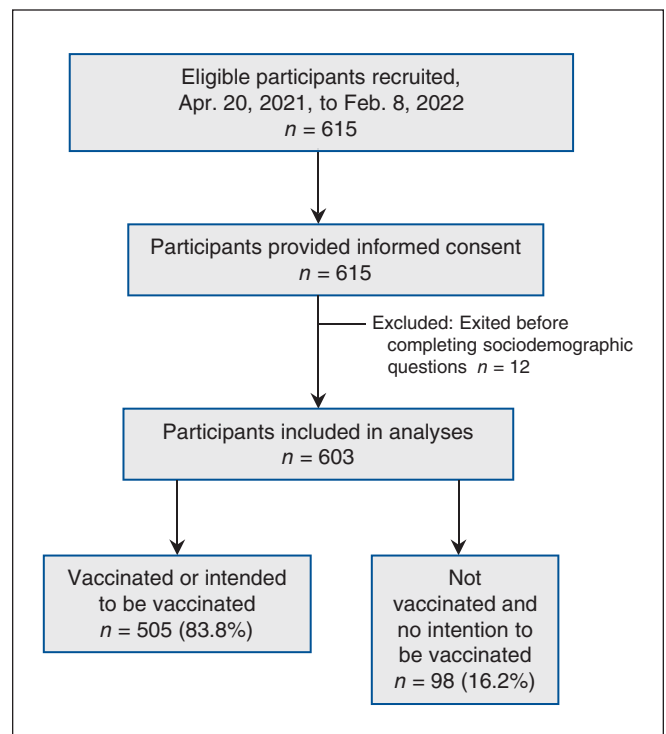 Eligible participants recruited,
Apr. 20, 2021, to Feb. 8, 2022
n = 615
Participants provided informed consent
n = 615
Excluded: Exited before
completing sociodemographic
questions n = 12
Participants included in analyses
n = 603
Vaccinated or intended
to be vaccinated
n = 505 (83.8%)
Not
vaccinated and
no intention to
be vaccinated
n = 98 (16.2%)